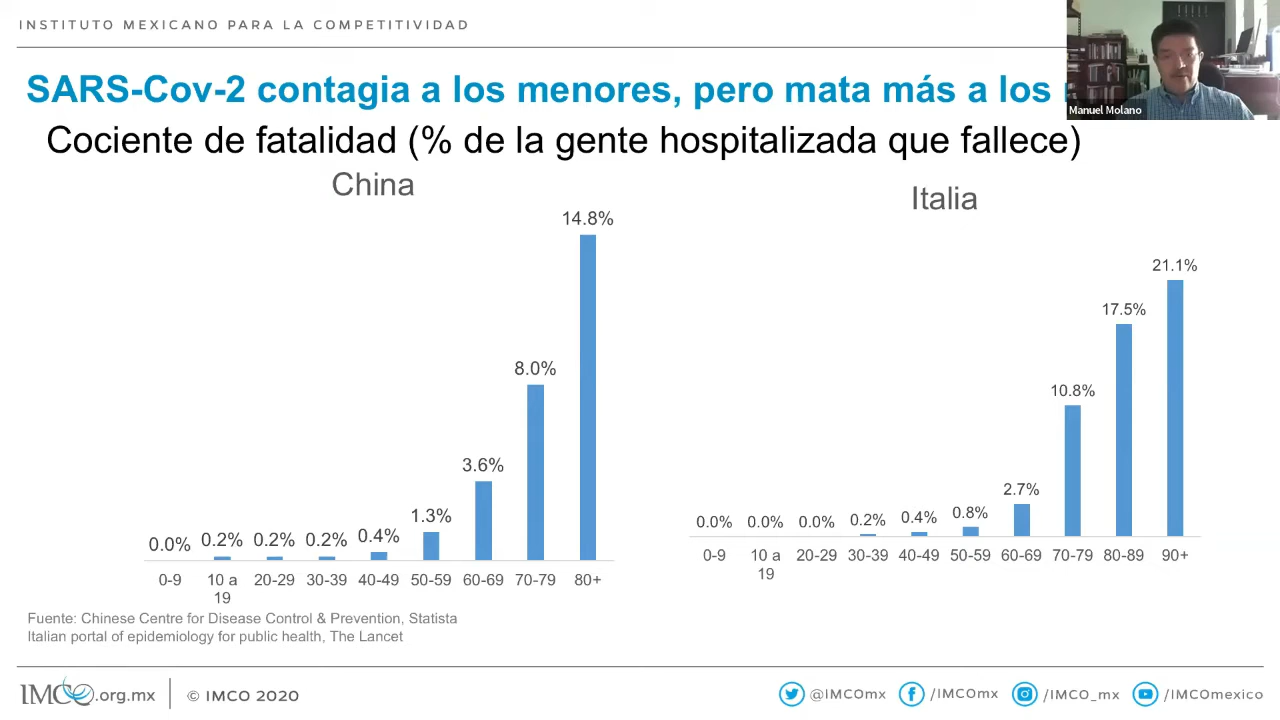 INSTITUTO MEXICANO PARA LA COMPETITIVIDAD
SARS-Cov-2 contagia a los menores, pero mata más a los
Manuel Molano
Cociente de fatalidad (% de la gente hospitalizada que fallece)
China
14.8%
8.0%
3.6%
1.3%
0.4%
0.2%
0.2%
0.2%
0.0%
0-9
10 a
19
20-29
30-39
40-49
50-59
60-69
70-79
80+
Italia
21.1%
17.5%
10.8%
2.7%
0.8%
0.4%
0.2%
0.0%
0.0%
0.0%
0-9
10 a
19
20-29
30-39
40-49
50-59
60-69
70-79
80-89
90+
Fuente: Chinese Centre for Disease Control & Prevention, Statista
Italian portal of epidemiology for public health, The Lancet
IMCO.org.mx
© IMCO 2020
@IMCOmx
/IMCOmx
/IMCO_mx
/IMCOmexico